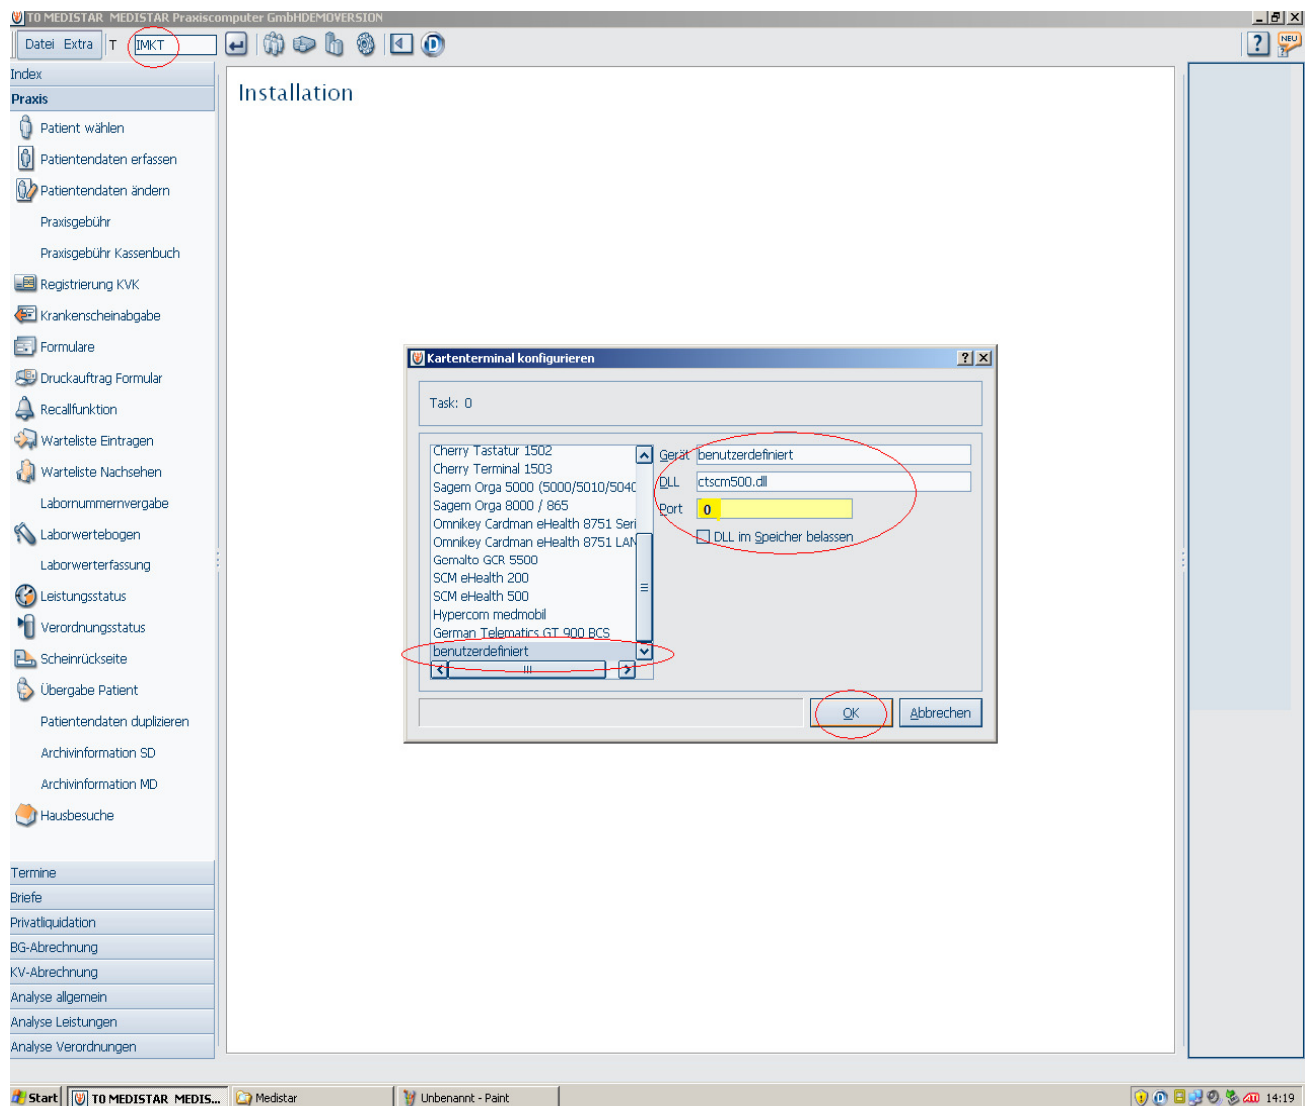 T0 MEDISTAR MEDISTAR Praxiscomputer GmbHDEMOVERSION
Datei Extra T IMKT
NEU
Index
Praxis
Patient wählen
Patientendaten erfassen
Patientendaten ändern
Praxisgebühr
Praxisgebühr Kassenbuch
Registrierung KVK
Krankenscheinabgabe
Formulare
Druckauftrag Formular
Recallfunktion
Warteliste Eintragen
Warteliste Nachsehen
Labornummernvergabe
Laborwertebogen
Laborwerterfassung
Leistungsstatus
Verordnungsstatus
Scheinrückseite
Übergabe Patient
Patientendaten duplizieren
Archivinformation SD
Archivinformation MD
Hausbesuche
Termine
Briefe
Privatliquidation
BG-Abrechnung
KV-Abrechnung
Analyse allgemein
Analyse Leistungen
Analyse Verordnungen
Installation
Kartenterminal konfigurieren
Task: 0
Cherry Tastatur 1502
Cherry Terminal 1503
Sagem Orga 5000 (5000/5010/5040
Sagem Orga 8000 / 865
Omnikey Cardman eHealth 8751 Seri
Omnikey Cardman eHealth 8751 LAN
Gemalto GCR 5500
SCM eHealth 200
SCM eHealth 500
Hypercom medmobil
German Telematics GT 900 BCS
benutzerdefiniert
Gerät benutzerdefiniert
DLL ctscm500.dll
Port 0
DLL im Speicher belassen
OK Abbrechen
Start T0 MEDISTAR MEDIS... Medistar Unbenannt - Paint 14:19